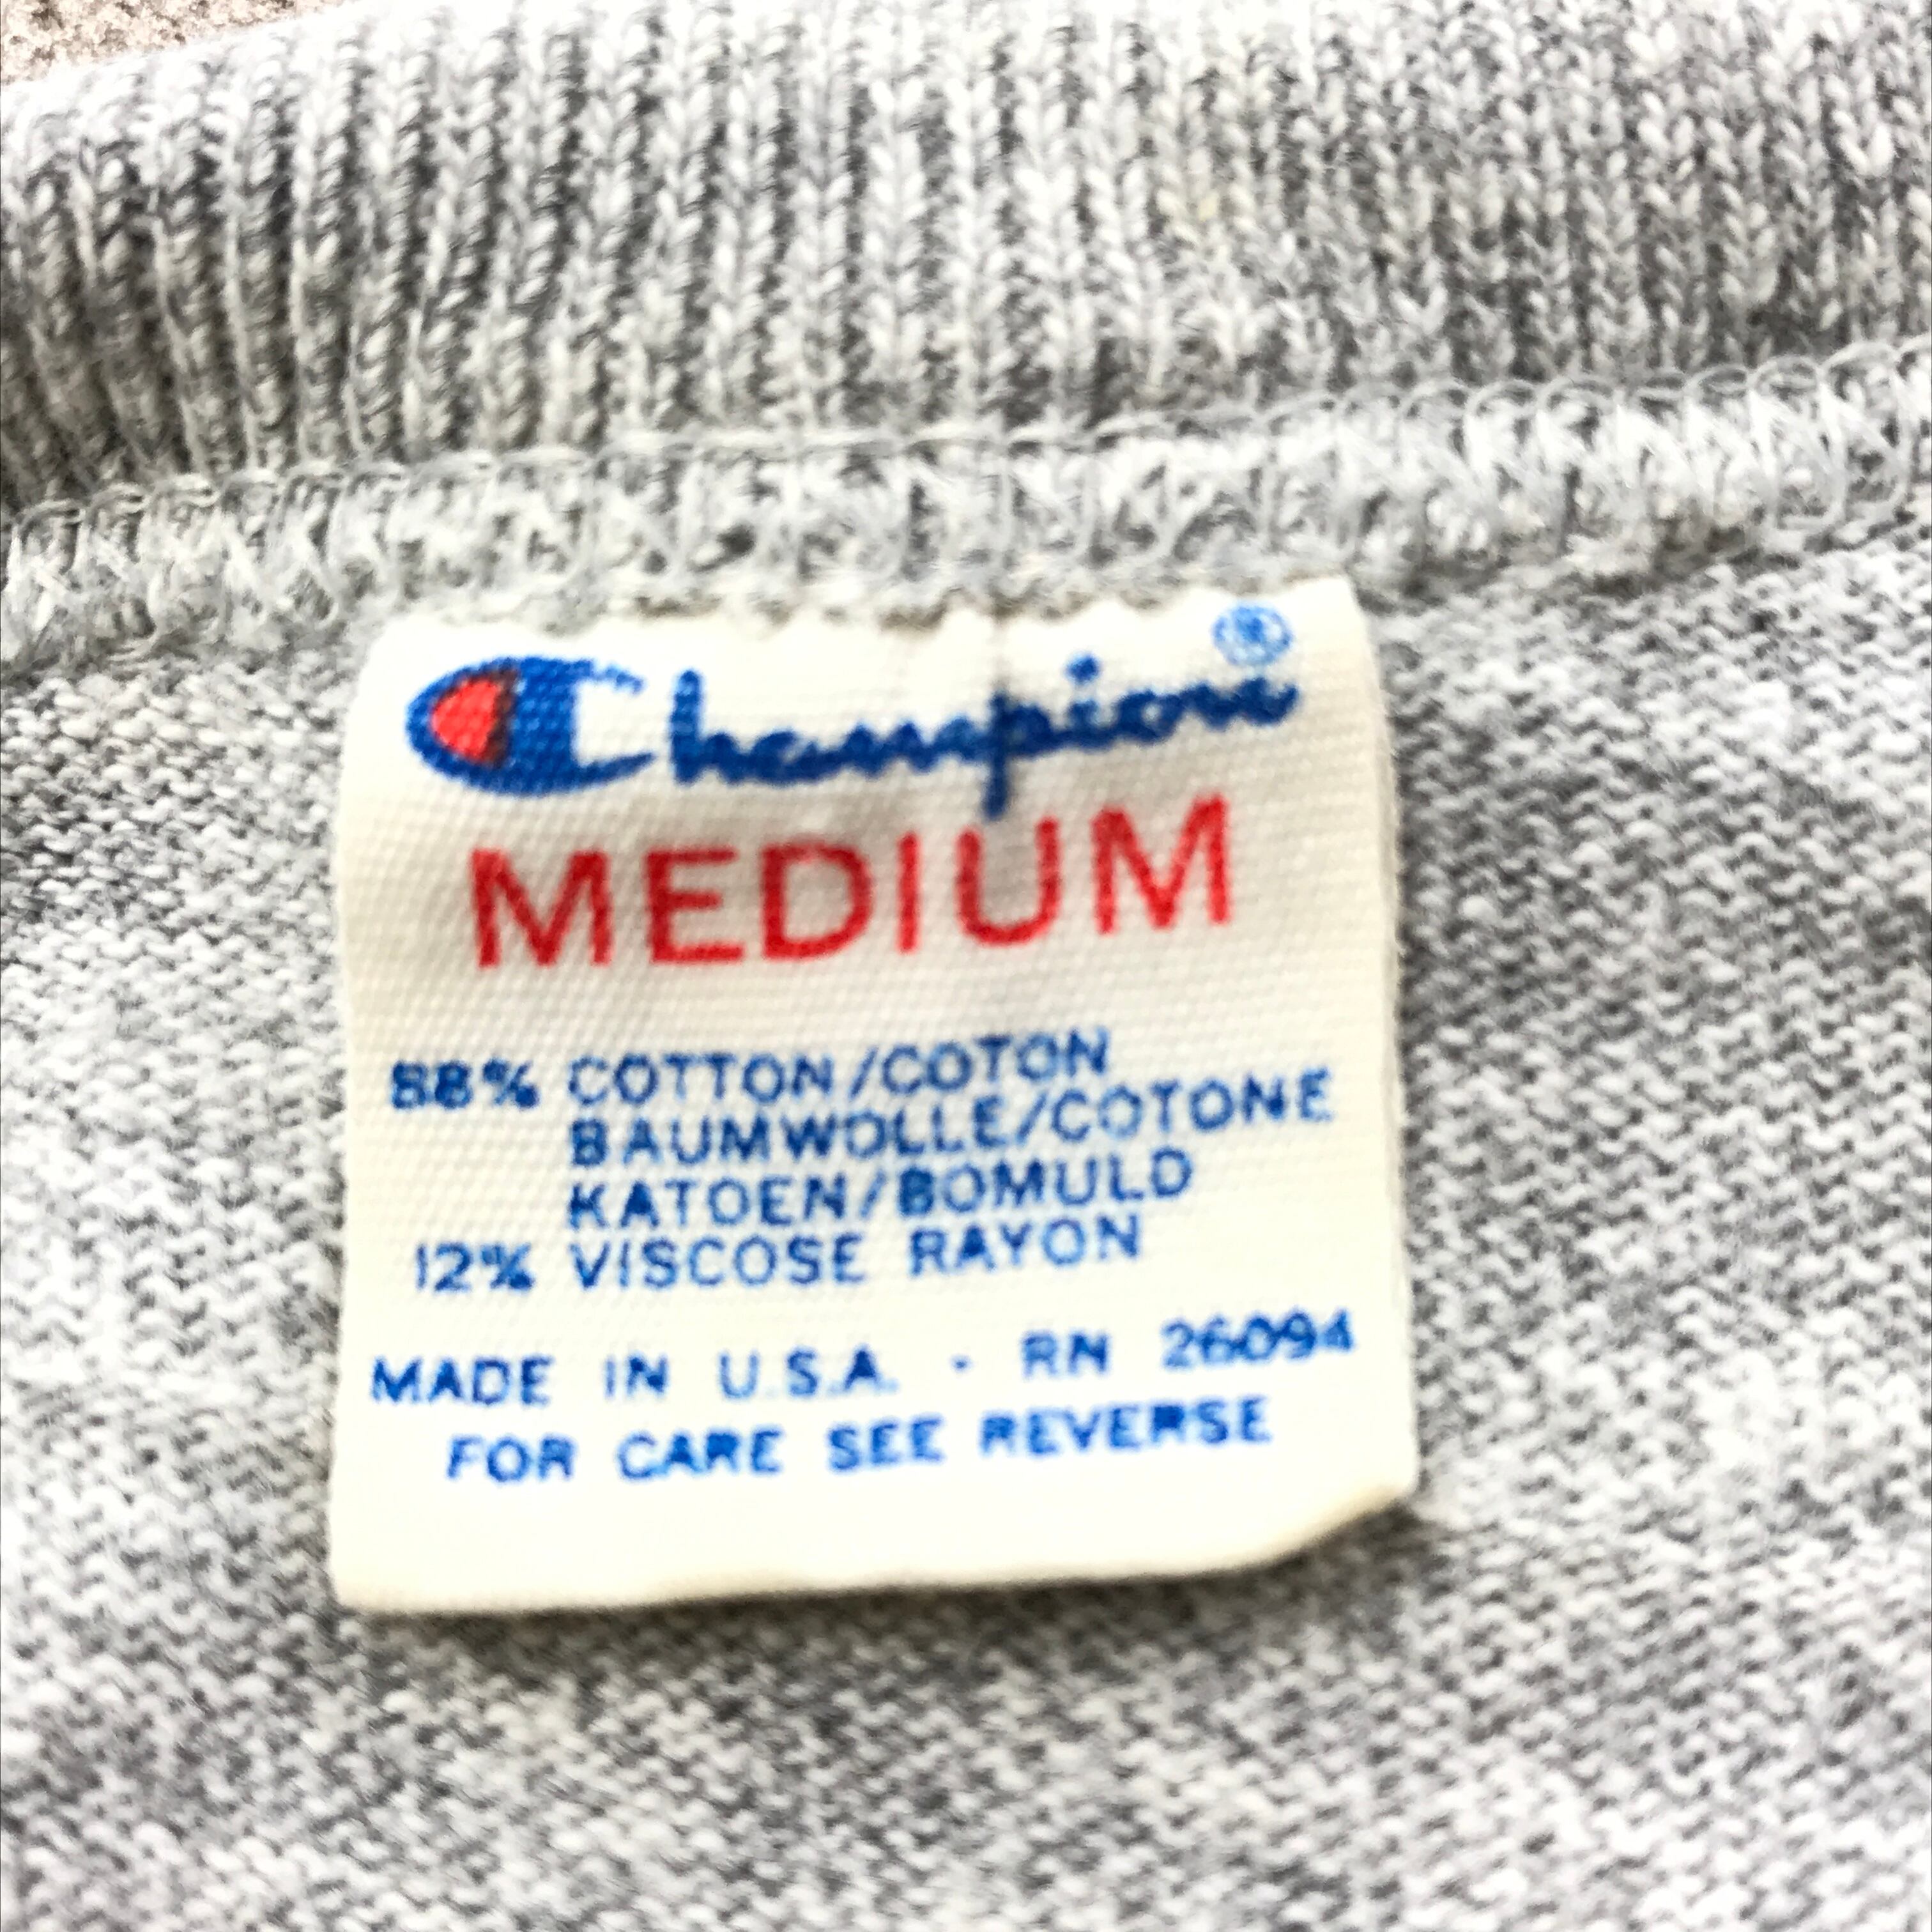 Champion®
MEDIUM
88% COTTON/COTON
BAUMWOLLE/COTONE
KATOEN/BOMULD
12% VISCOSE RAYON
MADE IN U.S.A. - RN 26094
FOR CARE SEE REVERSE